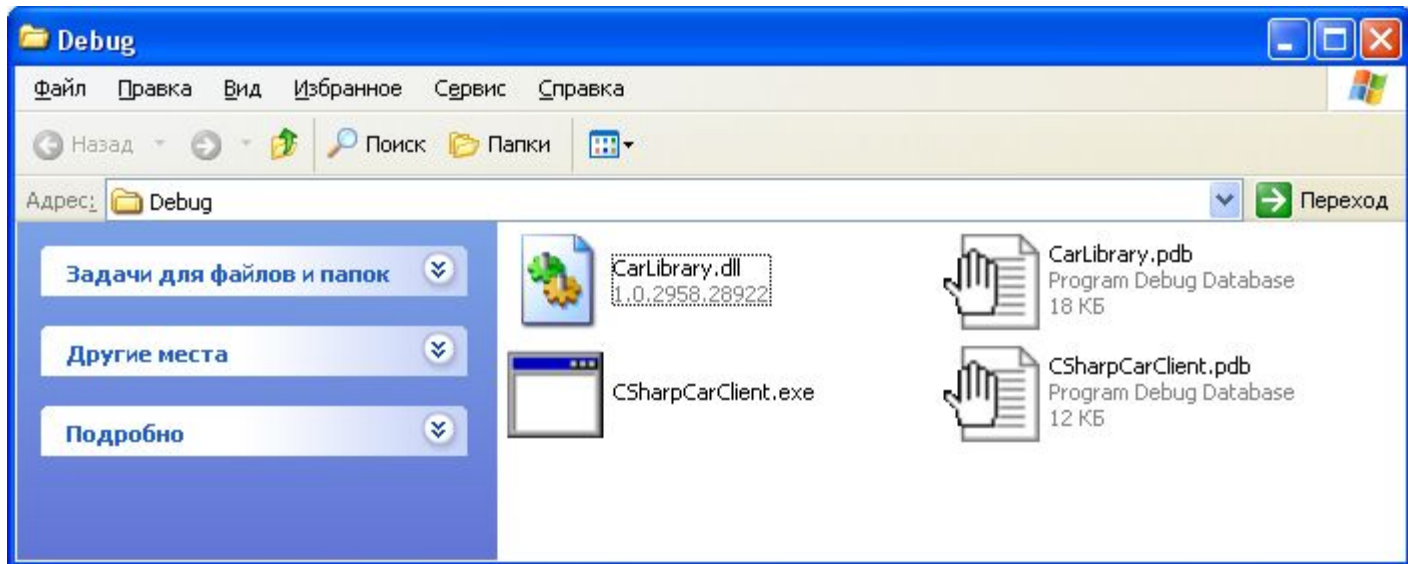 Debug
Файл Правка Вид Избранное Сервис Справка
Назад Поиск Папки
Адрес: Debug Переход
Задачи для файлов и папок
Другие места
Подробно
CarLibrary.dll
1.0.2958.28922
CarLibrary.pdb
Program Debug Database
18 КБ
CSharpCarClient.exe
CSharpCarClient.pdb
Program Debug Database
12 КБ